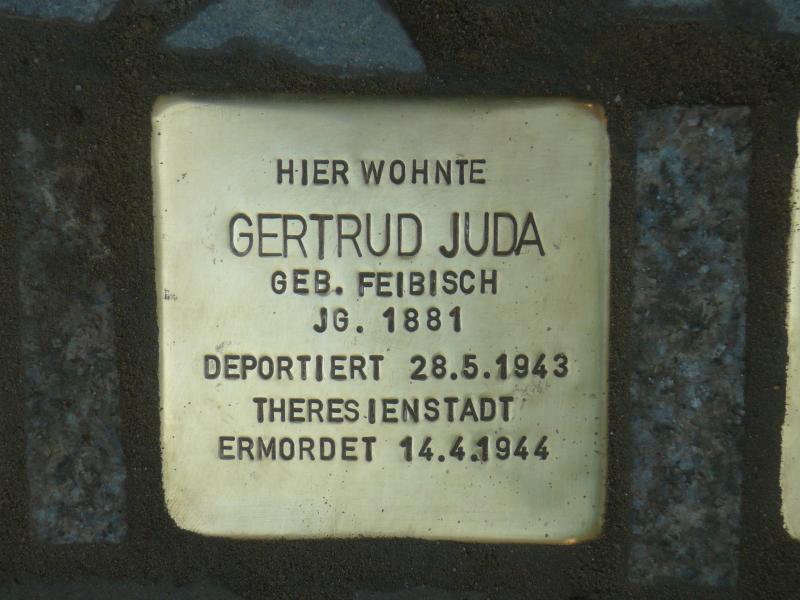 HIER WOHNTE
GERTRUD JUDA
GEB. FEIBISCH
JG. 1881
DEPORTIERT 28.5.1943
THERESIENSTADT
ERMORDET 14.4.1944